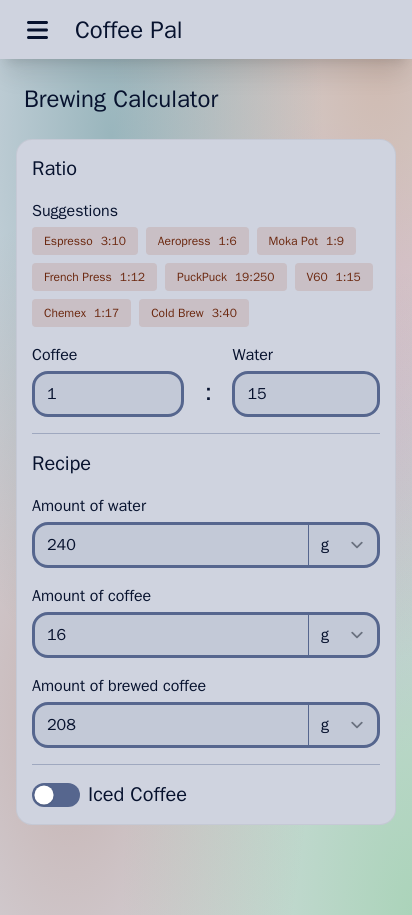 Coffee Pal
Brewing Calculator
Ratio
Suggestions
Espresso 3:10 Aeropress 1:6 Moka Pot 1:9
French Press 1:12 PuckPuck 19:250 V60 1:15
Chemex 1:17 Cold Brew 3:40
Coffee Water
1 : 15
Recipe
Amount of water
240 g
Amount of coffee
16 g
Amount of brewed coffee
208 g
Iced Coffee